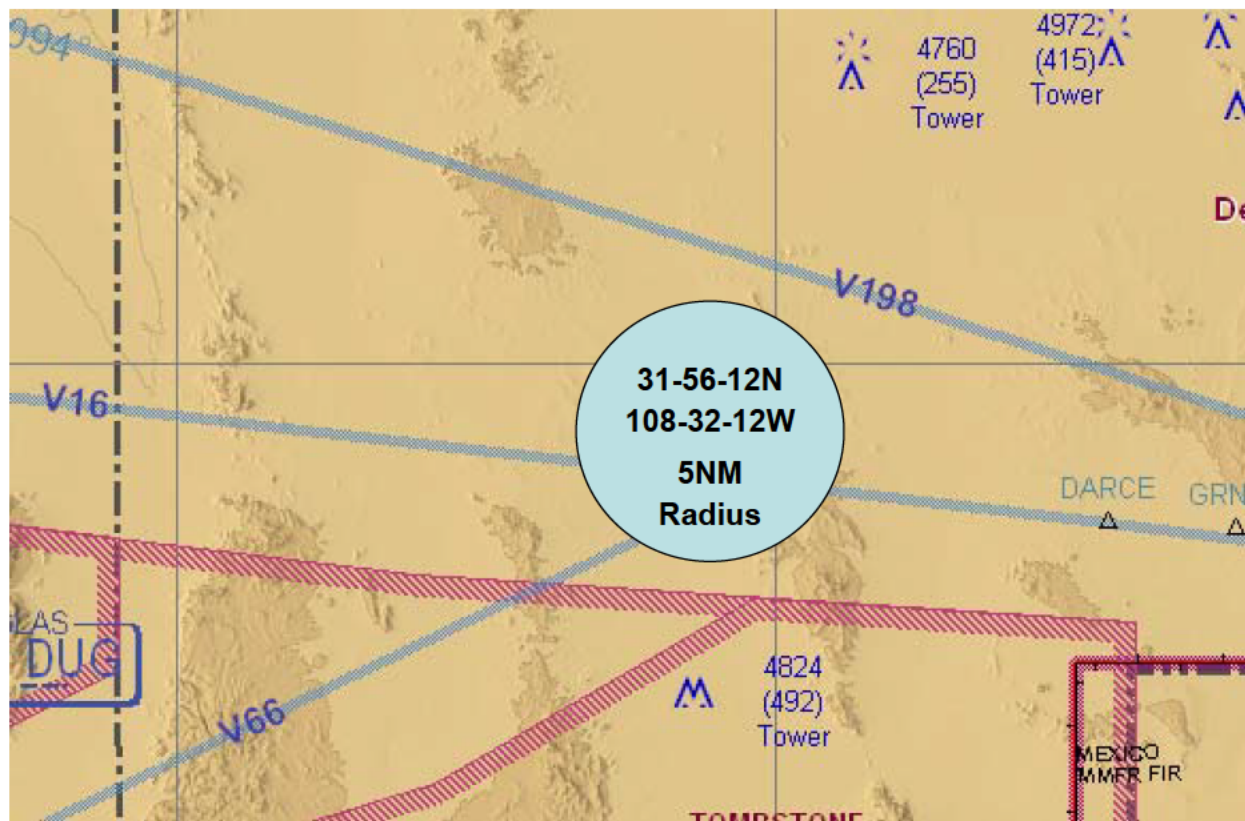 094°
4760
(255)
Tower
4972
(415)
Tower
De
V198
V16
31-56-12N
108-32-12W
5NM
Radius
DARCE
GRN
LAS
DUG
V66
4824
(492)
Tower
MEXICO
MMFR FIR
TOMBSTONE